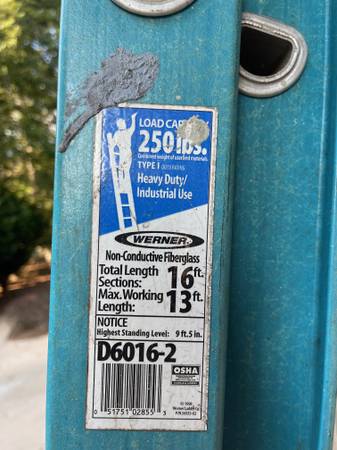 LOAD CAP
250 lbs.
Combined weight of user and materials.
TYPE I DUTY RATING
Heavy Duty/
Industrial Use
WERNER
Non-Conductive Fiberglass
Total Length 16 ft.
Sections:
Max. Working 13 ft.
Length:
NOTICE
Highest Standing Level: 9 ft. 5 in.
D6016-2
OSHA
0 51751 02855 3